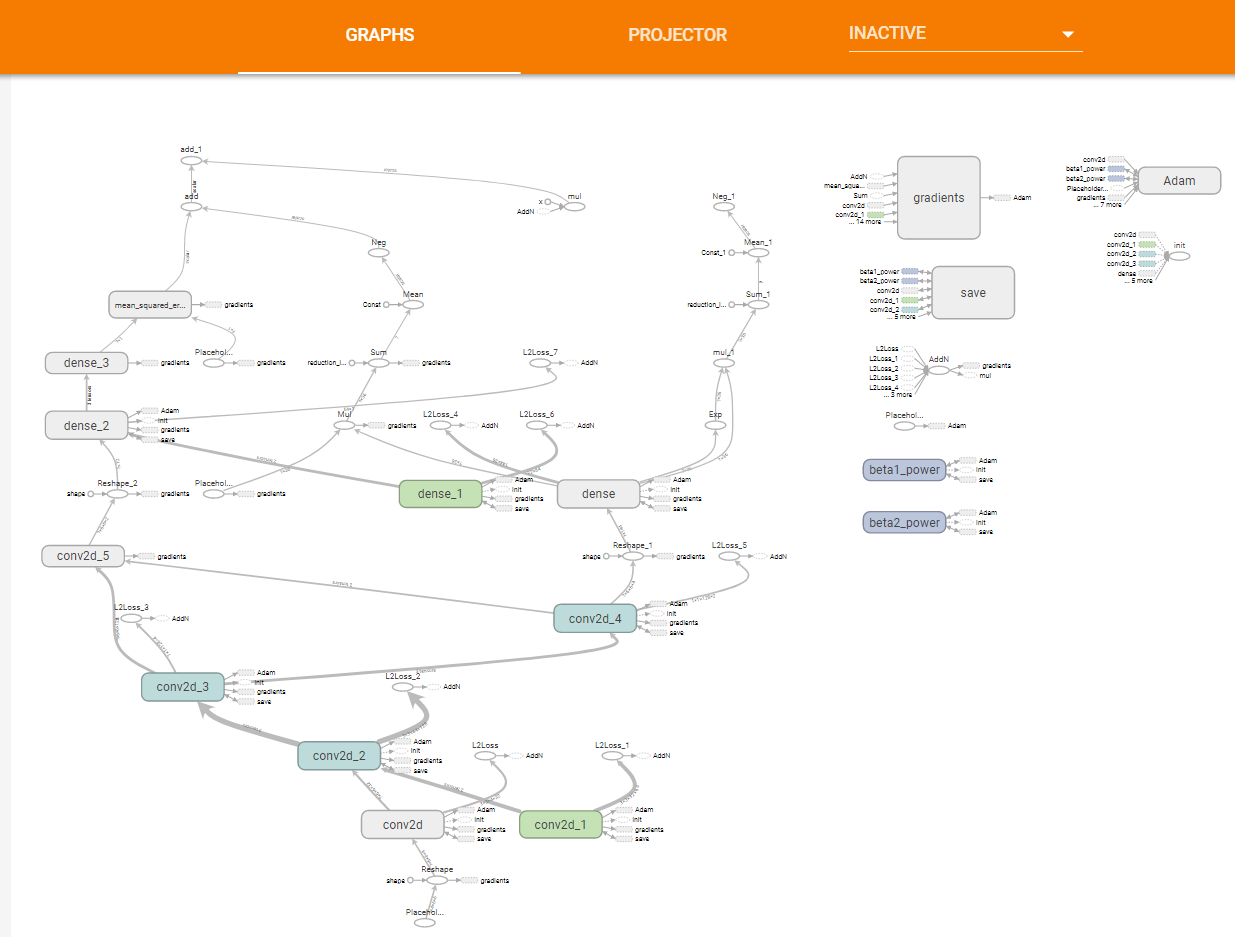 GRAPHS PROJECTOR INACTIVE
add_1
add
mul
x
AddN
Neg_1
Neg
Const_1
Mean_1
Mean
Const
mean_squared_er...
gradients
reduction_i...
Sum_1
dense_3
gradients
Placehol...
gradients
reduction_i...
Sum
gradients
L2Loss_7
AddN
mul_1
dense_2
Adam
init
gradients
save
Mul
gradients
L2Loss_4
AddN
L2Loss_6
AddN
Exp
Reshape_2
shape
gradients
Placehol...
gradients
dense_1
Adam
init
gradients
save
dense
Adam
init
gradients
save
conv2d_5
gradients
Reshape_1
shape
gradients
L2Loss_5
AddN
L2Loss_3
AddN
conv2d_4
Adam
init
gradients
save
conv2d_3
Adam
init
gradients
save
L2Loss_2
AddN
conv2d_2
Adam
init
gradients
save
L2Loss
AddN
L2Loss_1
AddN
conv2d
Adam
init
gradients
save
conv2d_1
Adam
init
gradients
save
Reshape
shape
gradients
Placehol...
AddN
mean_squa...
Sum
conv2d
conv2d_1
... 14 more
gradients
Adam
beta1_power
beta2_power
conv2d
conv2d_1
conv2d_2
... 5 more
save
L2Loss
L2Loss_1
L2Loss_2
L2Loss_3
L2Loss_4
... 3 more
AddN
gradients
mul
Placehol...
Adam
beta1_power
Adam
init
save
beta2_power
Adam
init
save
conv2d
beta1_power
beta2_power
Placeholder...
gradients
... 7 more
Adam
conv2d
conv2d_1
conv2d_2
conv2d_3
dense
... 5 more
init